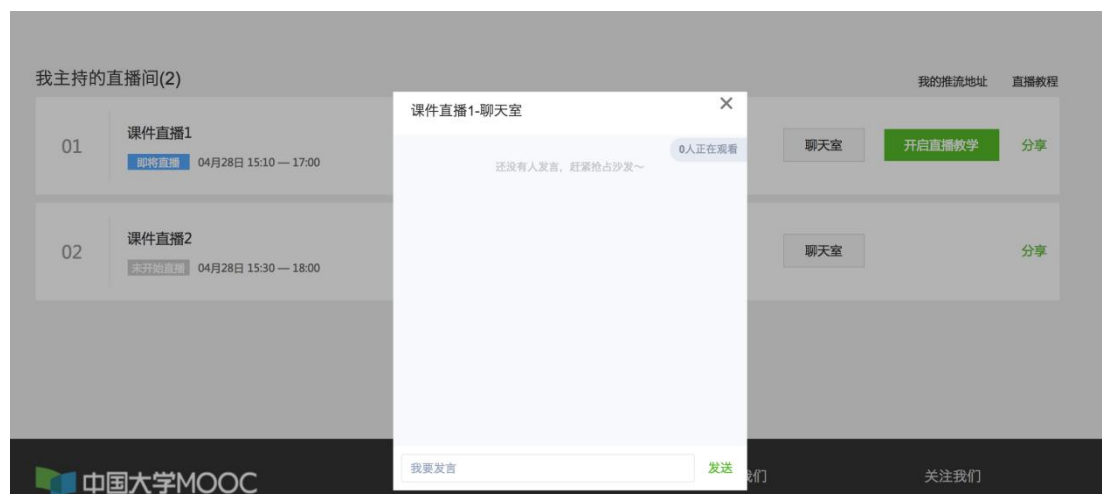 我主持的直播间(2)
我的推流地址
直播教程
01
课件直播1
即将直播 04月28日 15:10 — 17:00
聊天室
开启直播教学
分享
02
课件直播2
未开始直播 04月28日 15:30 — 18:00
聊天室
分享
课件直播1-聊天室
0人正在观看
还没有人发言，赶紧抢占沙发～
我要发言
发送
中国大学MOOC
我们
关注我们